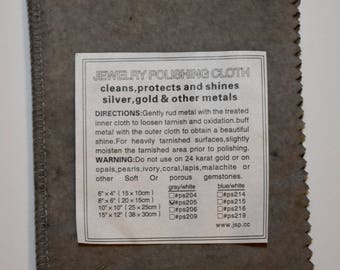 JEWELRY POLISHING CLOTH
cleans,protects and shines
silver,gold & other metals
DIRECTIONS:Gently rud metal with the treated
inner cloth to loosen tarnish and oxidation.buff
metal with the outer cloth to obtain a beautiful
shine.For heavily tarnished surfaces,slightly
moisten the tarnished area prior to polishing.
WARNING:Do not use on 24 karat gold or on
opals,pearls,ivory,coral,lapis,malachite or
other Soft Or porous gemstones.
gray/white blue/white
6" × 4" ( 15 x 10cm) #ps204 #ps214
8" × 6" ( 20 x 15cm) #ps205 #ps215
10" × 10" ( 25 x 25cm) #ps206 #ps216
15" × 12" ( 38 x 30cm) #ps209 #ps219
www.jsp.cc